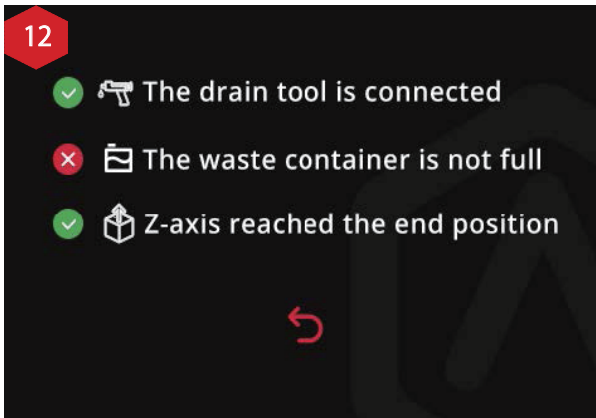 12
The drain tool is connected
The waste container is not full
Z-axis reached the end position